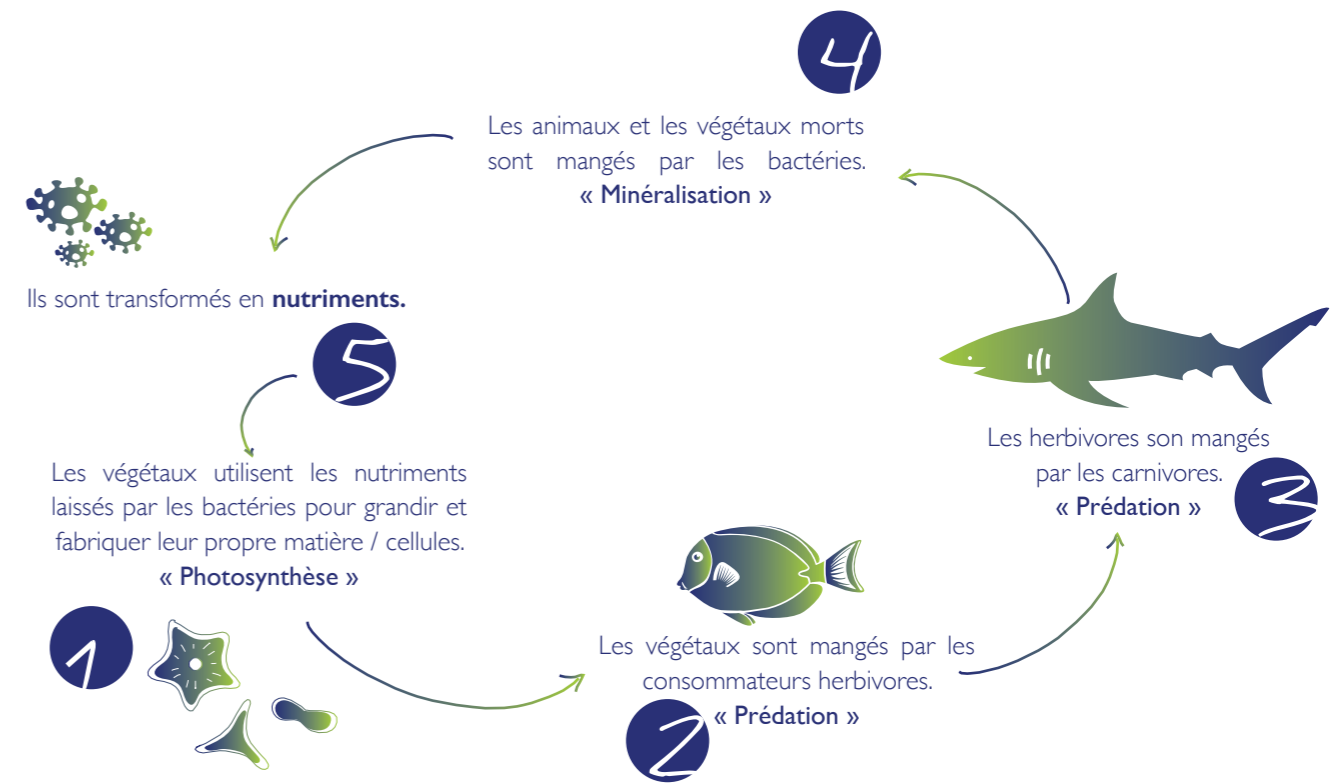 4
Les animaux et les végétaux morts
sont mangés par les bactéries.
« Minéralisation »
Ils sont transformés en nutriments.
5
Les végétaux utilisent les nutriments
laissés par les bactéries pour grandir et
fabriquer leur propre matière / cellules.
« Photosynthèse »
1
Les végétaux sont mangés par les
consommateurs herbivores.
« Prédation »
2
Les herbivores son mangés
par les carnivores.
« Prédation »
3